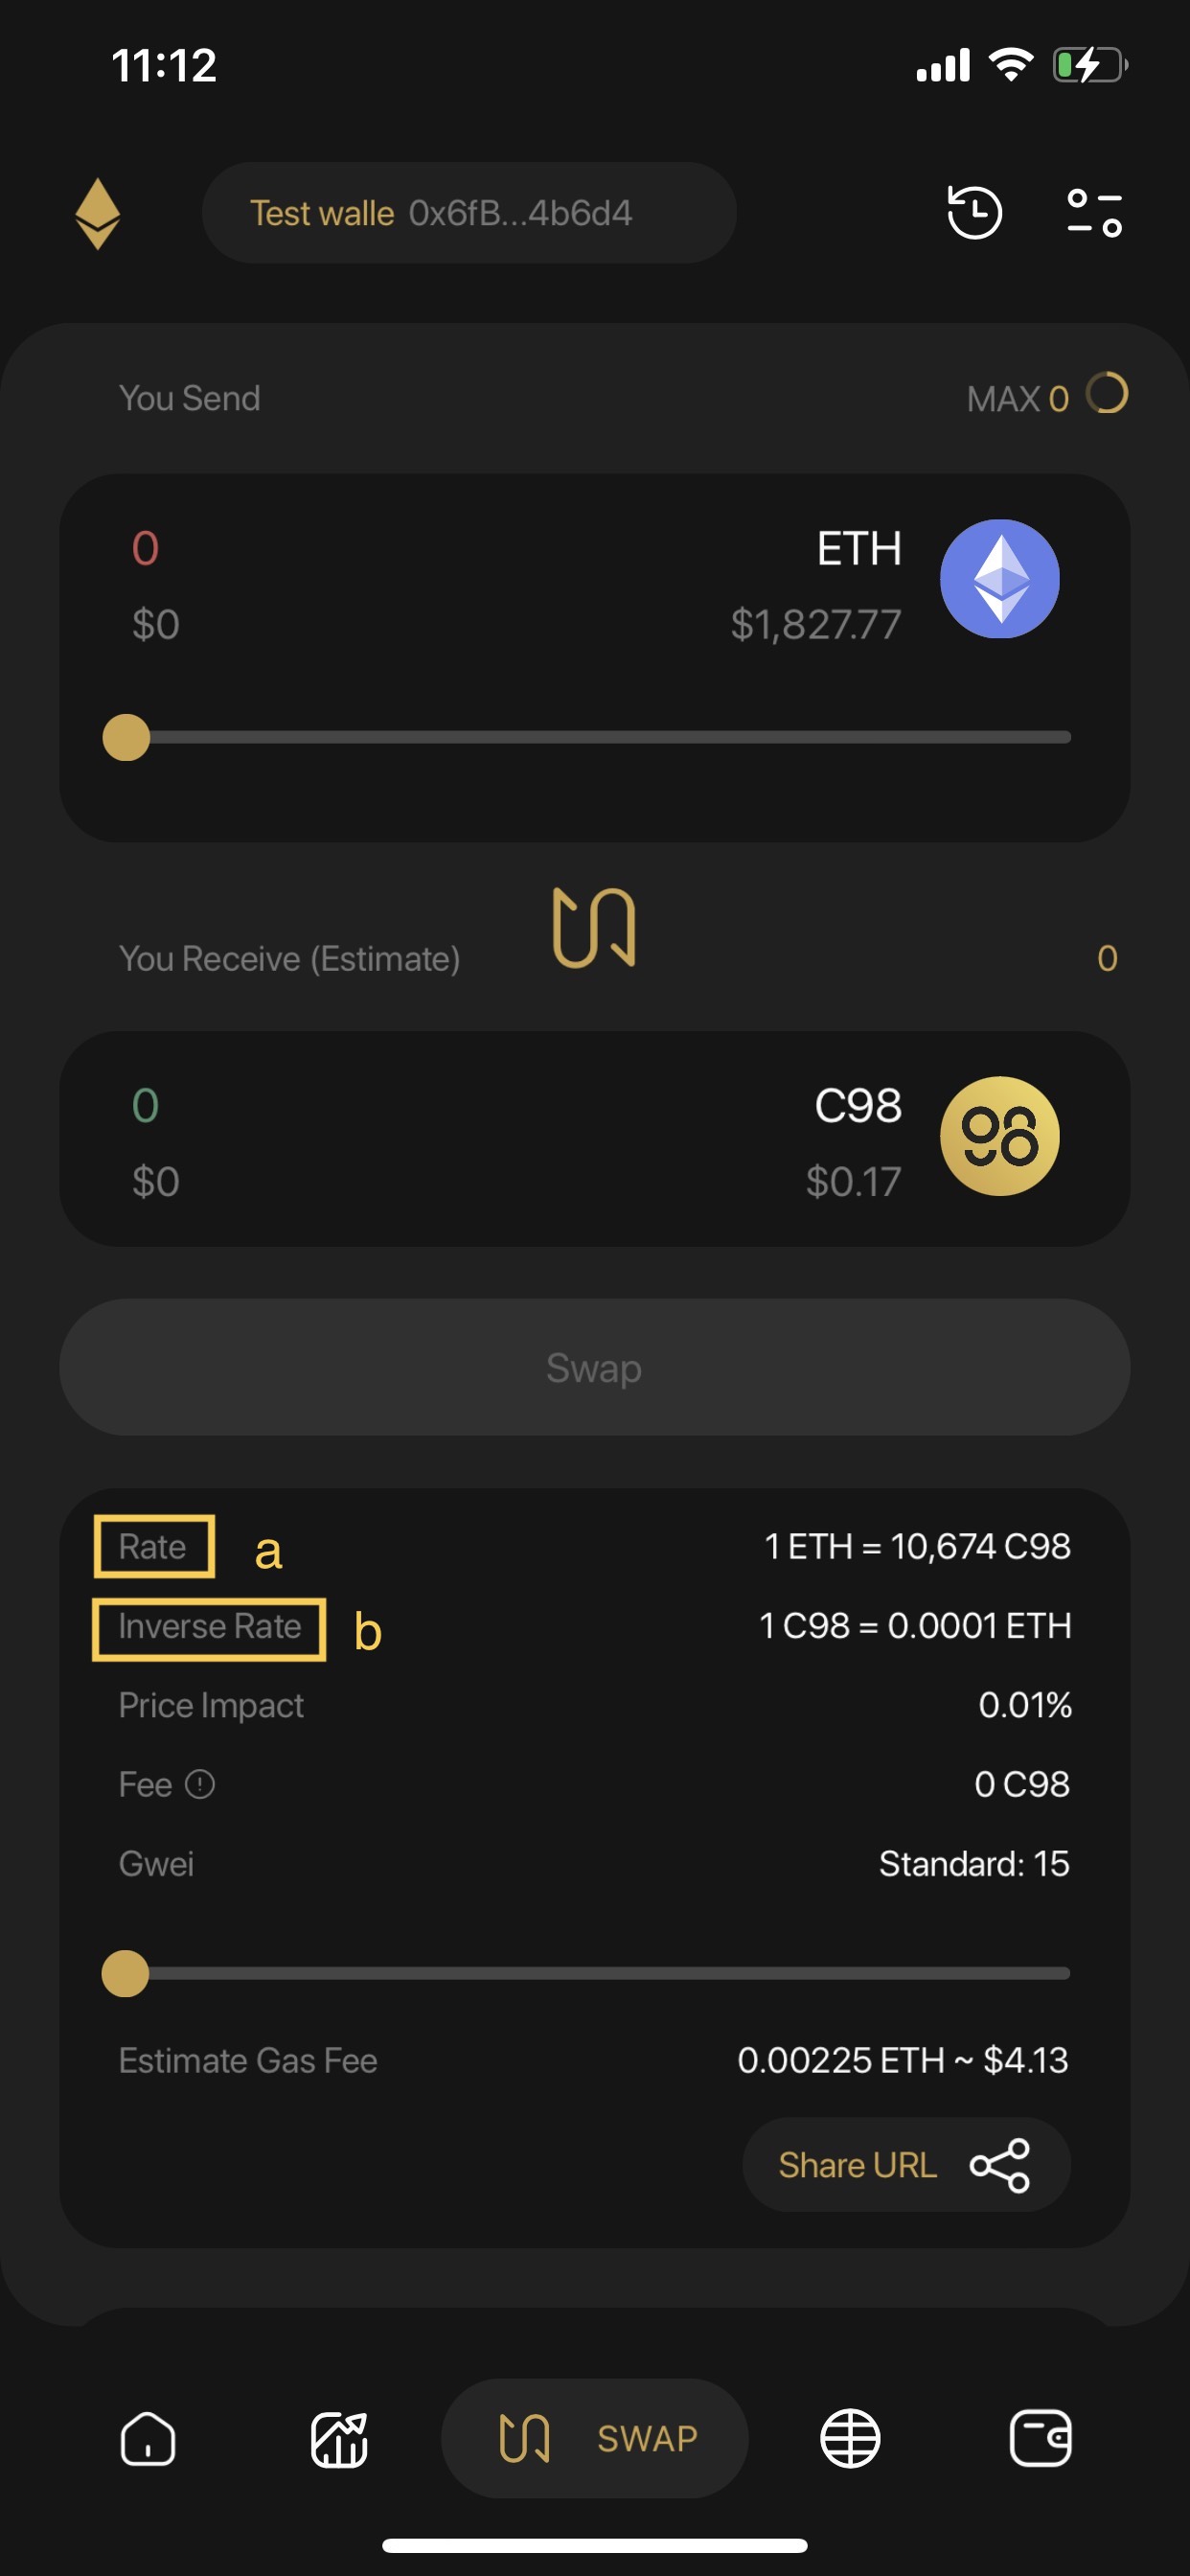 11:12
Test walle 0x6fB...4b6d4
You Send MAX 0
0 ETH
$0 $1,827.77
You Receive (Estimate) 0
0 C98
$0 $0.17
Swap
Rate a 1 ETH = 10,674 C98
Inverse Rate b 1 C98 = 0.0001 ETH
Price Impact 0.01%
Fee 0 C98
Gwei Standard: 15
Estimate Gas Fee 0.00225 ETH ~ $4.13
Share URL
SWAP